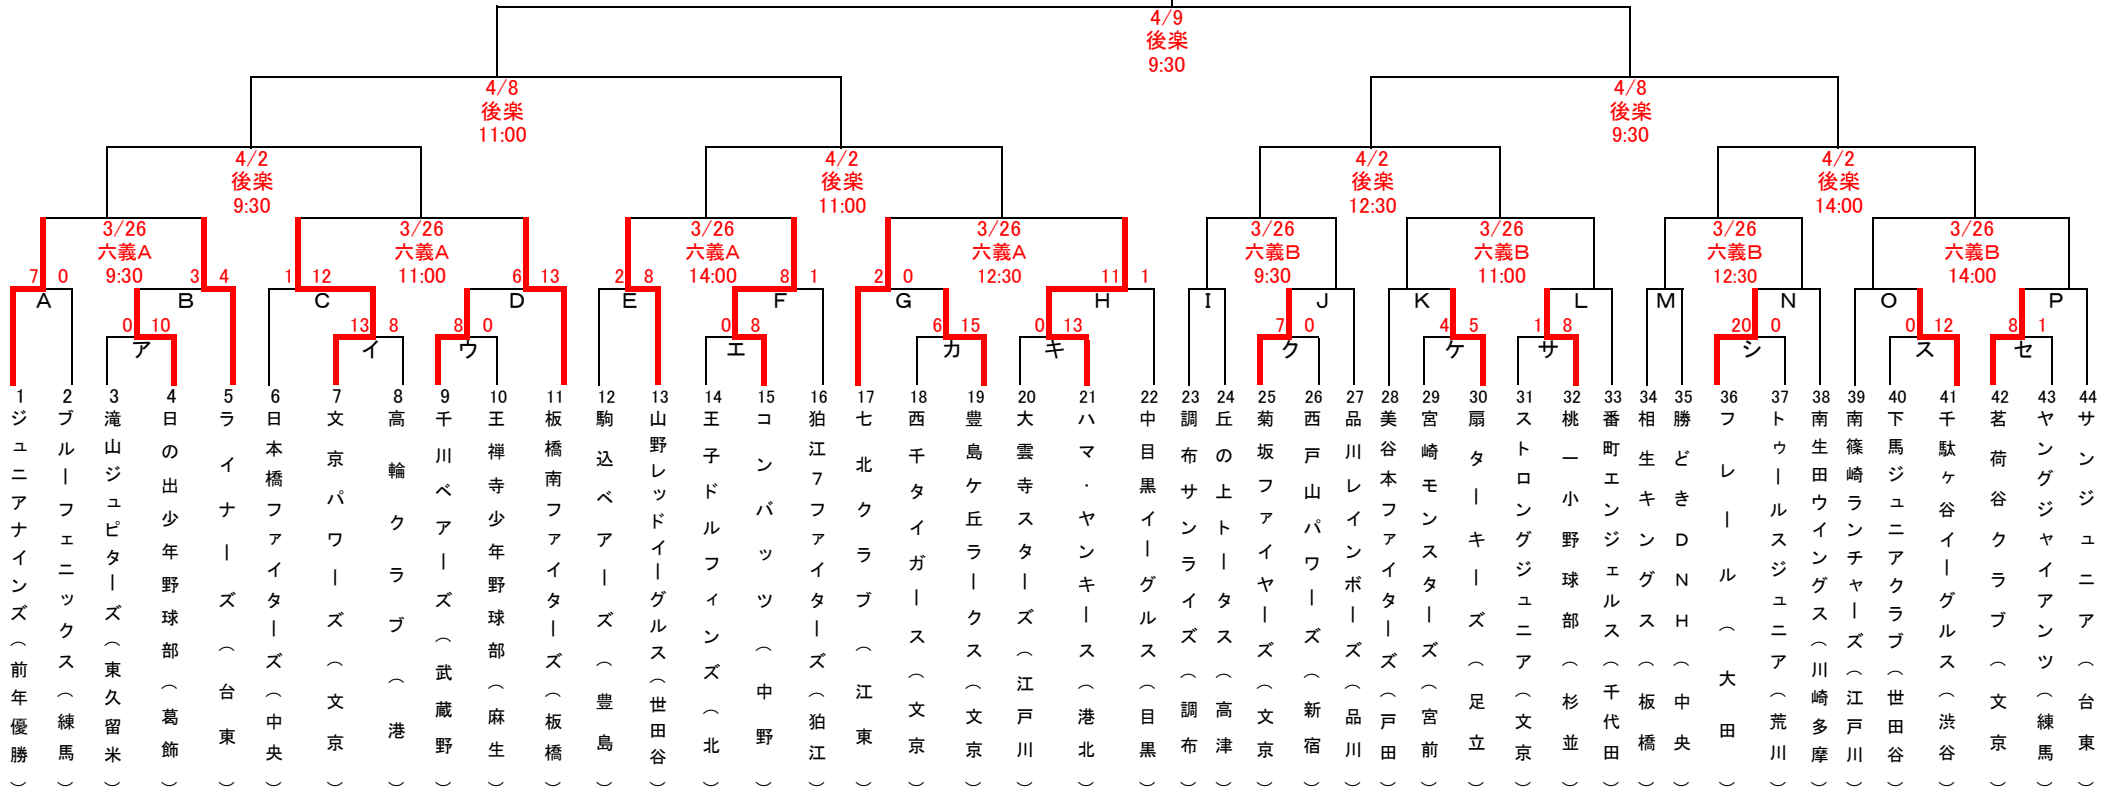 4/9
後楽
9:30
4/8
後楽
11:00
4/8
後楽
9:30
4/2
後楽
9:30
4/2
後楽
11:00
4/2
後楽
12:30
4/2
後楽
14:00
3/26
六義A
9:30
3/26
六義A
11:00
3/26
六義A
14:00
3/26
六義A
12:30
3/26
六義B
9:30
3/26
六義B
11:00
3/26
六義B
12:30
3/26
六義B
14:00
7 0 3 4 1 12 6 13 2 8 8 1 2 0 11 1
A B C D E F G H I J K L M N O P
0 10 13 8 8 0 0 8 6 15 0 13 7 0 4 5 1 8 20 0 0 12 8 1
ア イ ウ エ カ キ ク ケ サ シ ス セ
1 ジュニアナインズ(前年優勝)
2 ブルーフェニックス(練馬)
3 滝山ジュピターズ(東久留米)
4 日の出少年野球部(葛飾)
5 ライナーズ(台東)
6 日本橋ファイターズ(中央)
7 文京パワーズ(文京)
8 高輪クラブ(港)
9 千川ベアーズ(武蔵野)
10 王禅寺少年野球部(麻生)
11 板橋南ファイターズ(板橋)
12 駒込ベアーズ(豊島)
13 山野レッドイーグルス(世田谷)
14 王子ドルフィンズ(北)
15 コンバッツ(中野)
16 狛江7ファイターズ(狛江)
17 七北クラブ(江東)
18 西千タイガース(文京)
19 豊島ケ丘ラークス(文京)
20 大雲寺スターズ(江戸川)
21 ハマ・ヤンキース(港北)
22 中目黒イーグルス(目黒)
23 調布サンライズ(調布)
24 丘の上トータス(高津)
25 菊坂ファイヤーズ(文京)
26 西戸山パワーズ(新宿)
27 品川レインボーズ(品川)
28 美谷本ファイターズ(戸田)
29 宮崎モンスターズ(宮前)
30 扇ターキーズ(足立)
31 ストロングジュニア(文京)
32 桃一小野球部(杉並)
33 番町エンジェルス(千代田)
34 相生キングス(板橋)
35 勝どきDNH(中央)
36 フレール(大田)
37 トゥールスジュニア(荒川)
38 南生田ウイングス(川崎多摩)
39 南篠崎ランチャーズ(江戸川)
40 下馬ジュニアクラブ(世田谷)
41 千駄ヶ谷イーグルス(渋谷)
42 茗荷谷クラブ(文京)
43 ヤングジャイアンツ(練馬)
44 サンジュニア(台東)